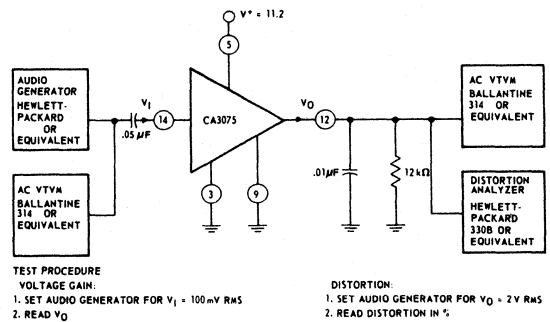 V⁺ = 11.2
5
AUDIO
GENERATOR
HEWLETT-
PACKARD
OR
EQUIVALENT
VI
.05 µF
14
CA3075
VO
12
3
9
.01µF
12kΩ
AC VTVM
BALLANTINE
314 OR
EQUIVALENT
AC VTVM
BALLANTINE
314 OR
EQUIVALENT
DISTORTION
ANALYZER
HEWLETT-
PACKARD
330B OR
EQUIVALENT
TEST PROCEDURE
VOLTAGE GAIN:
1. SET AUDIO GENERATOR FOR VI = 100 mV RMS
2. READ VO
DISTORTION:
1. SET AUDIO GENERATOR FOR VO = 2V RMS
2. READ DISTORTION IN %